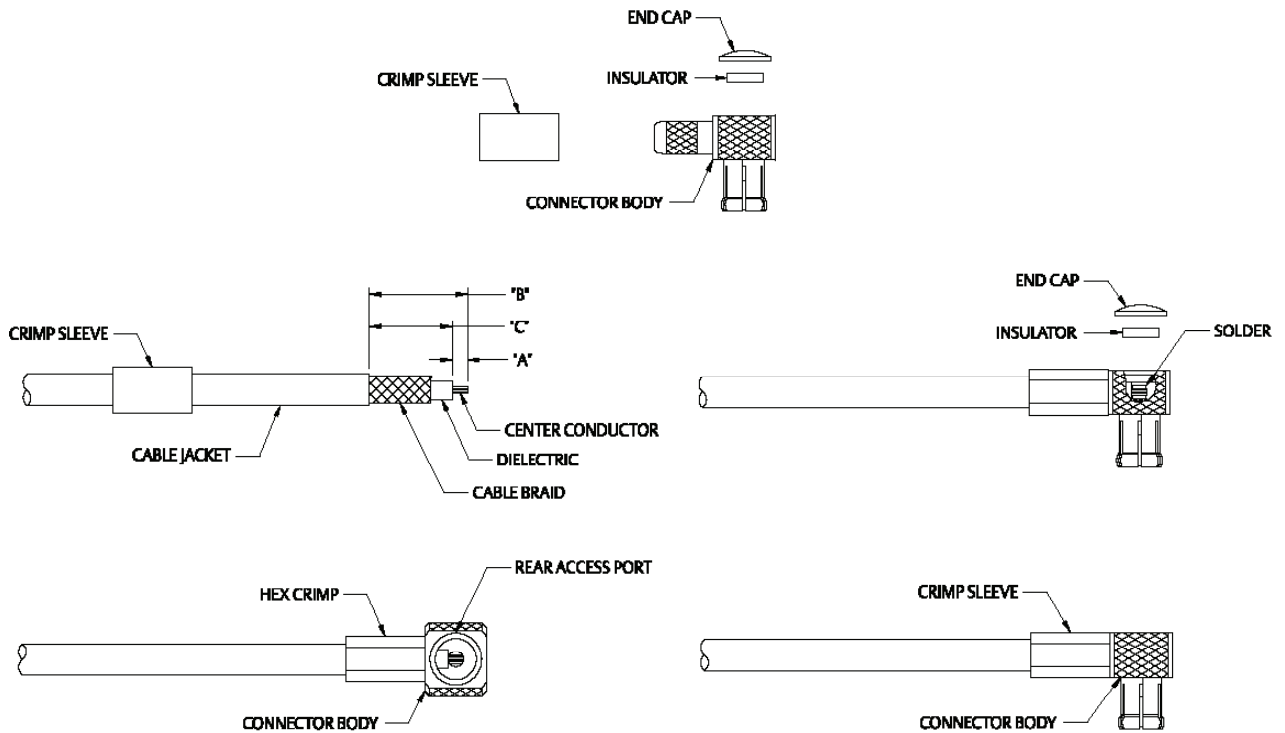 END CAP
INSULATOR
CRIMP SLEEVE
CONNECTOR BODY
"B"
"C"
"A"
CRIMP SLEEVE
CENTER CONDUCTOR
DIELECTRIC
CABLE JACKET
CABLE BRAID
END CAP
INSULATOR
SOLDER
REAR ACCESS PORT
HEX CRIMP
CONNECTOR BODY
CRIMP SLEEVE
CONNECTOR BODY